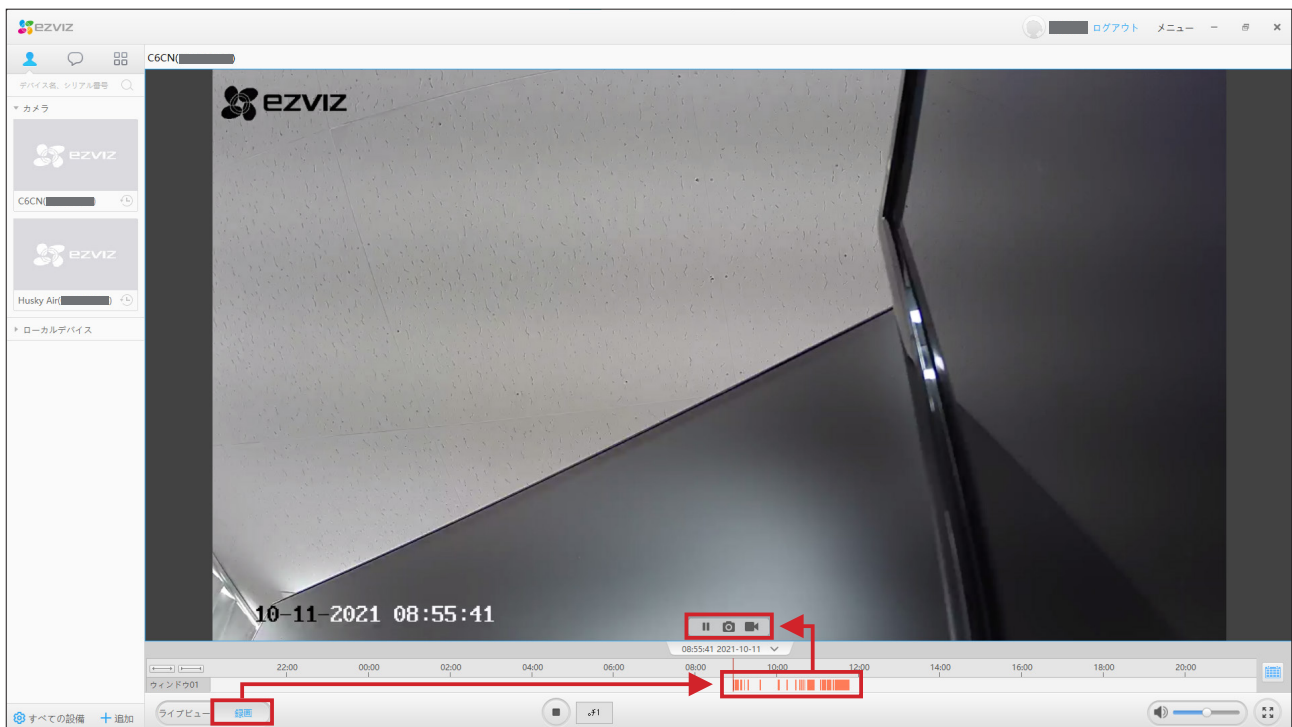 ezviz
ログアウト メニュー
C6CN( )
デバイス名、シリアル番号
カメラ
ezviz
C6CN( )
ezviz
Husky Air( )
ローカルデバイス
ezviz
10-11-2021 08:55:41
08:55:41 2021-10-11
22:00 00:00 02:00 04:00 06:00 08:00 10:00 12:00 14:00 16:00 18:00 20:00
ウィンドウ01
すべての設備 追加
ライブビュー 録画